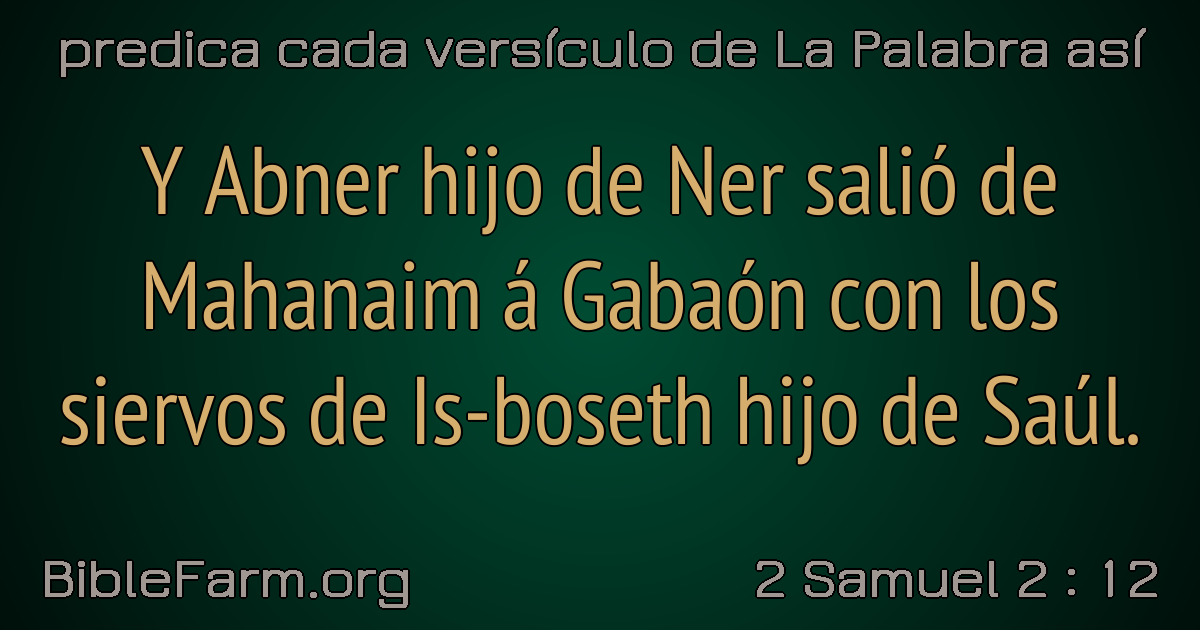 predica cada versículo de La Palabra así
Y Abner hijo de Ner salió de
Mahanaim á Gabaón con los
siervos de Is-boseth hijo de Saúl.
BibleFarm.org
2 Samuel 2 : 12